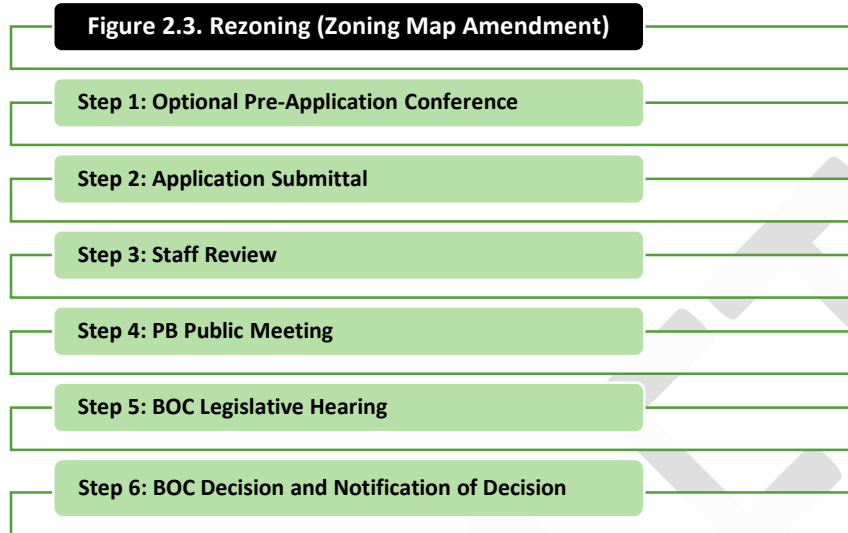 Figure 2.3. Rezoning (Zoning Map Amendment)
Step 1: Optional Pre-Application Conference
Step 2: Application Submittal
Step 3: Staff Review
Step 4: PB Public Meeting
Step 5: BOC Legislative Hearing
Step 6: BOC Decision and Notification of Decision